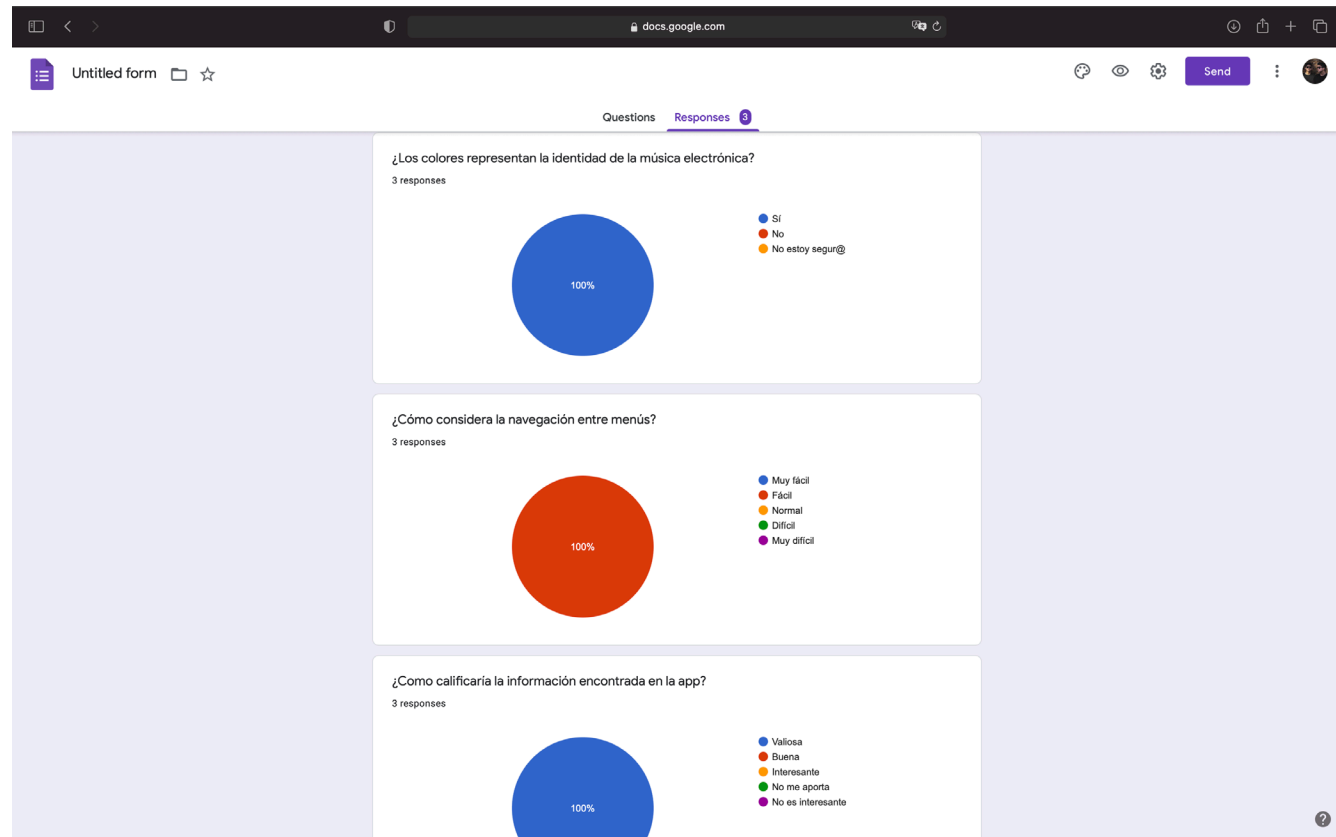 docs.google.com
Untitled form
Send
Questions Responses 3
¿Los colores representan la identidad de la música electrónica?
3 responses
100%
Sí
No
No estoy segur@
¿Cómo considera la navegación entre menús?
3 responses
100%
Muy fácil
Fácil
Normal
Difícil
Muy difícil
¿Como calificaría la información encontrada en la app?
3 responses
100%
Valiosa
Buena
Interesante
No me aporta
No es interesante